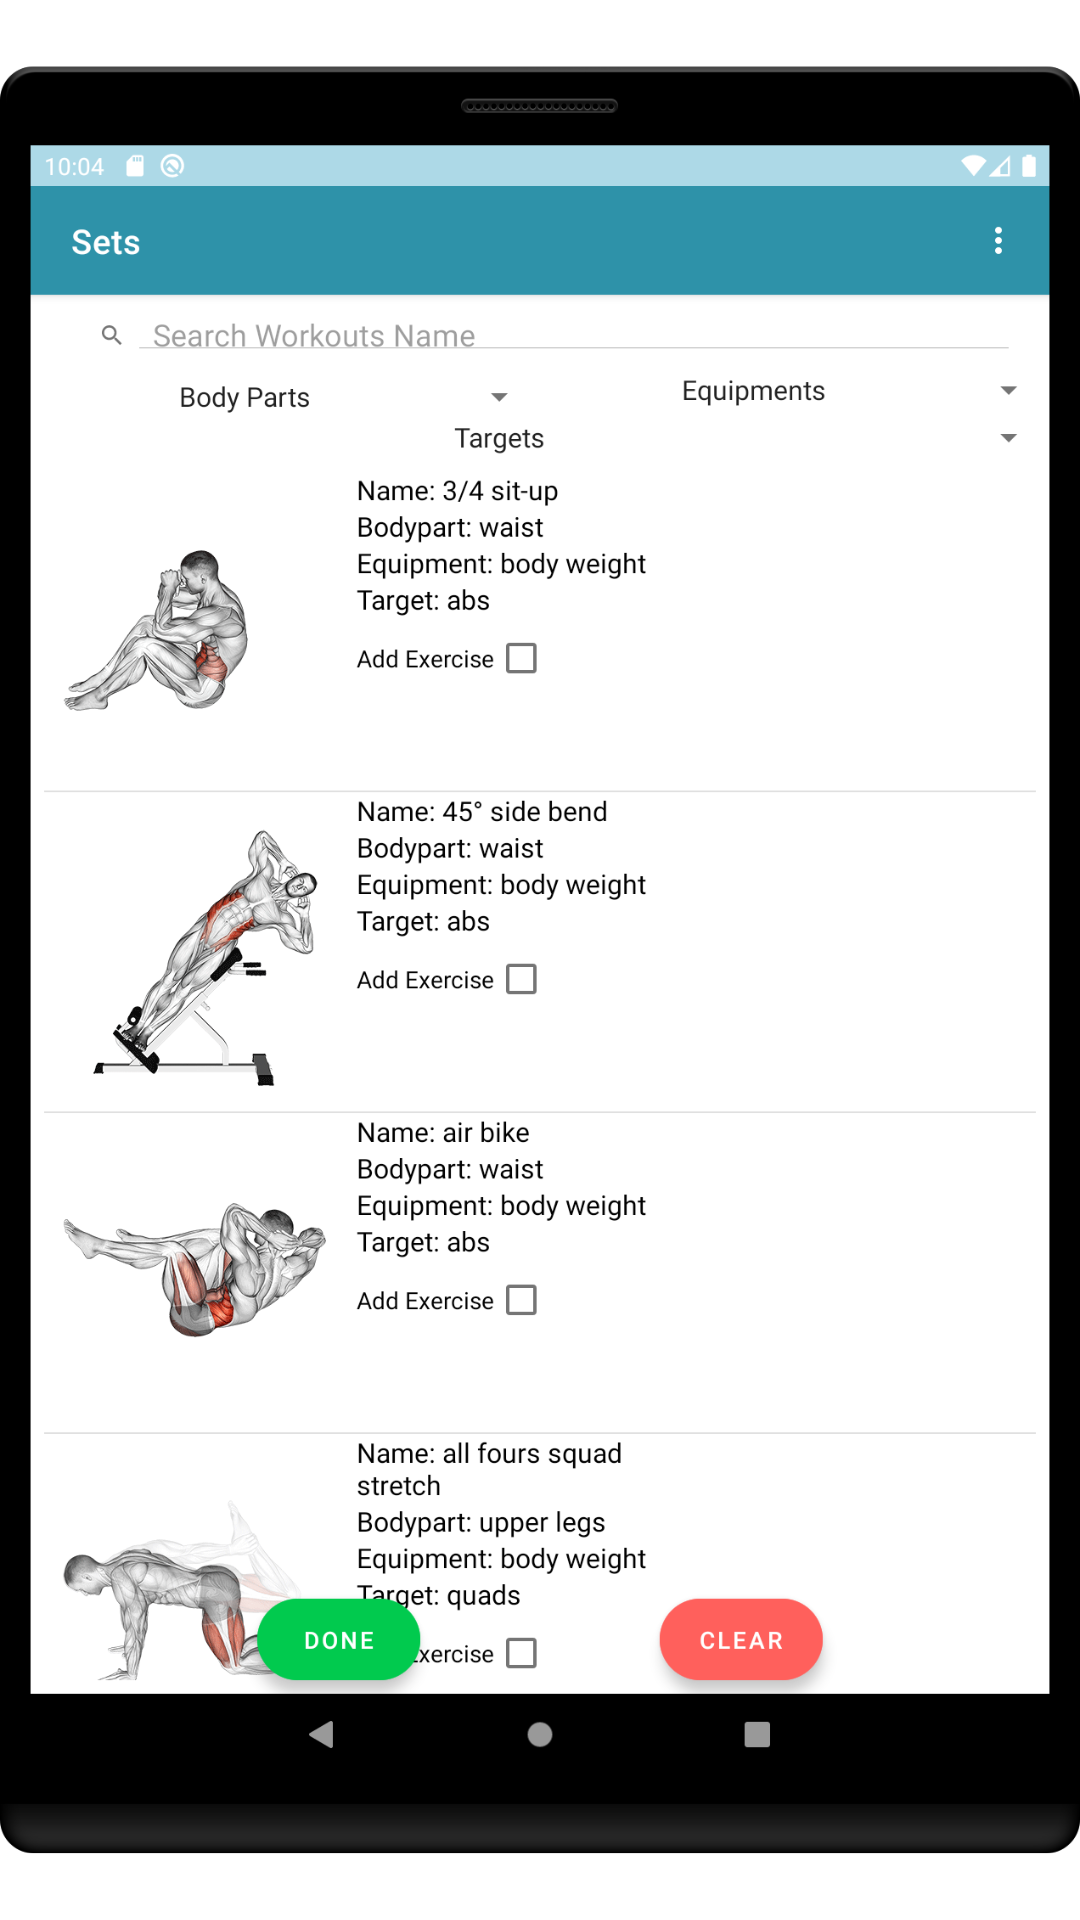 10:04
Sets
Search Workouts Name
Body Parts
Equipments
Targets
Name: 3/4 sit-up
Bodypart: waist
Equipment: body weight
Target: abs
Add Exercise
Name: 45° side bend
Bodypart: waist
Equipment: body weight
Target: abs
Add Exercise
Name: air bike
Bodypart: waist
Equipment: body weight
Target: abs
Add Exercise
Name: all fours squad
stretch
Bodypart: upper legs
Equipment: body weight
Target: quads
xercise
DONE
CLEAR